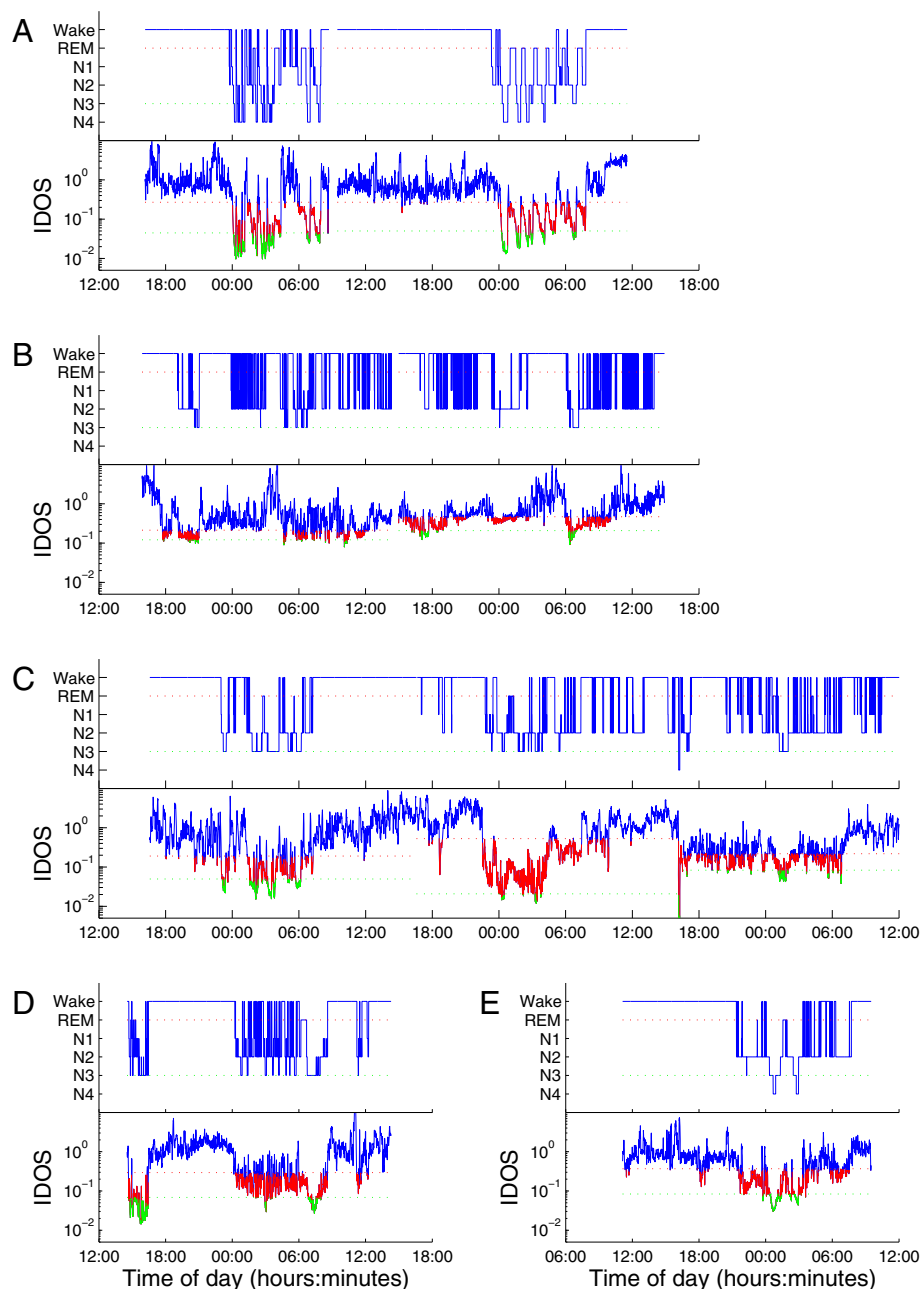 A
Wake
REM
N1
N2
N3
N4
IDOS
10^0
10^-1
10^-2
12:00 18:00 00:00 06:00 12:00 18:00 00:00 06:00 12:00 18:00
B
Wake
REM
N1
N2
N3
N4
IDOS
10^0
10^-1
10^-2
12:00 18:00 00:00 06:00 12:00 18:00 00:00 06:00 12:00 18:00
C
Wake
REM
N1
N2
N3
N4
IDOS
10^0
10^-1
10^-2
12:00 18:00 00:00 06:00 12:00 18:00 00:00 06:00 12:00 18:00 00:00 06:00 12:00
D
Wake
REM
N1
N2
N3
N4
IDOS
10^0
10^-1
10^-2
12:00 18:00 00:00 06:00 12:00 18:00
Time of day (hours:minutes)
E
Wake
REM
N1
N2
N3
N4
IDOS
10^0
10^-1
10^-2
06:00 12:00 18:00 00:00 06:00 12:00
Time of day (hours:minutes)